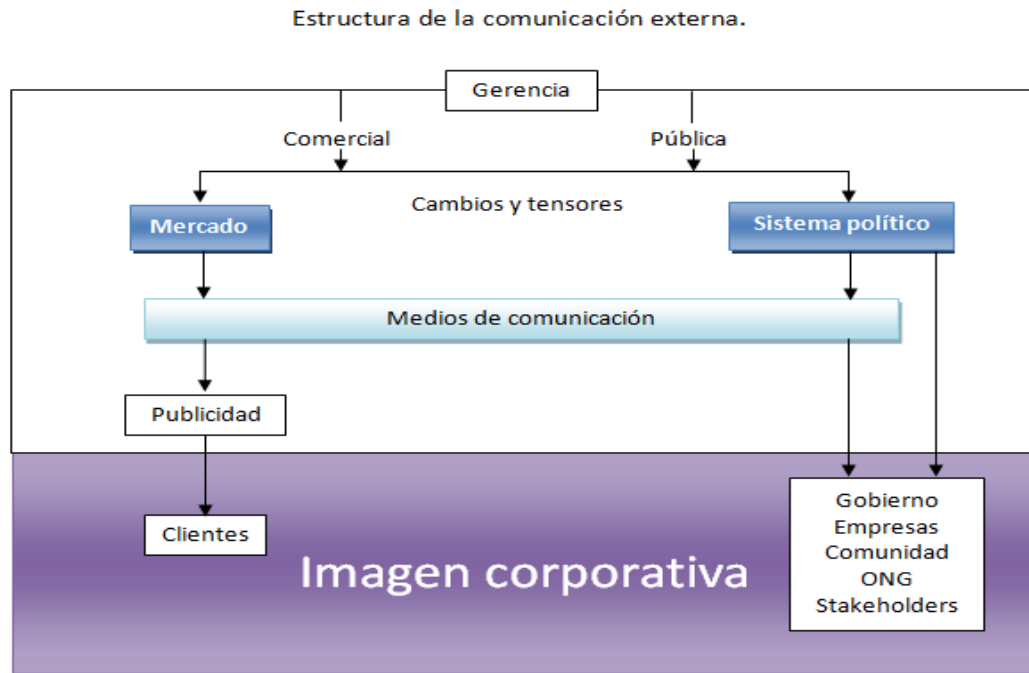 Estructura de la comunicación externa.
Gerencia
Comercial
Pública
Cambios y tensores
Mercado
Sistema político
Medios de comunicación
Publicidad
Clientes
Gobierno
Empresas
Comunidad
ONG
Stakeholders
Imagen corporativa